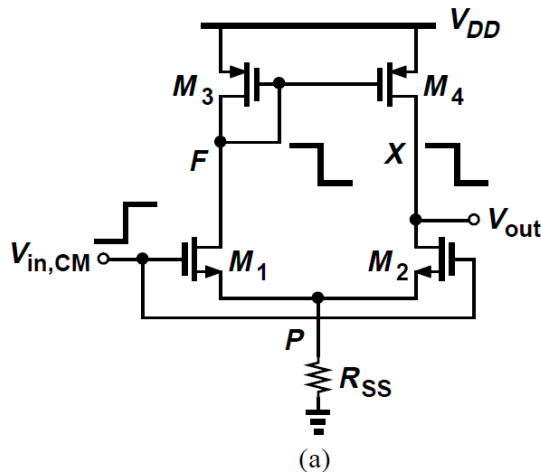 V_DD
M_3
M_4
F
X
V_in,CM
M_1
M_2
V_out
P
R_SS
(a)